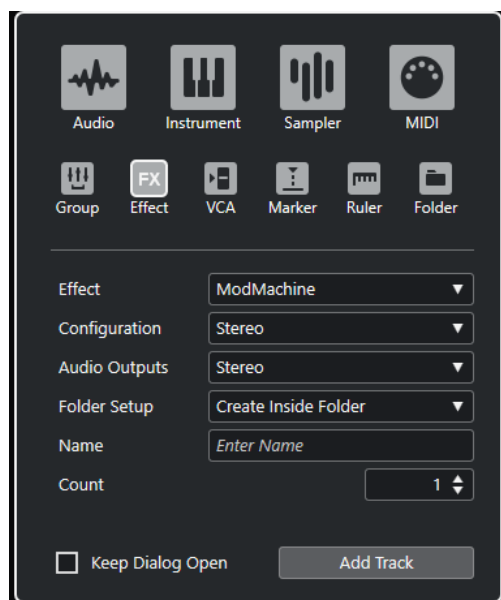 Audio Instrument Sampler MIDI
FX
Group Effect VCA Marker Ruler Folder
Effect ModMachine
Configuration Stereo
Audio Outputs Stereo
Folder Setup Create Inside Folder
Name Enter Name
Count 1
Keep Dialog Open Add Track